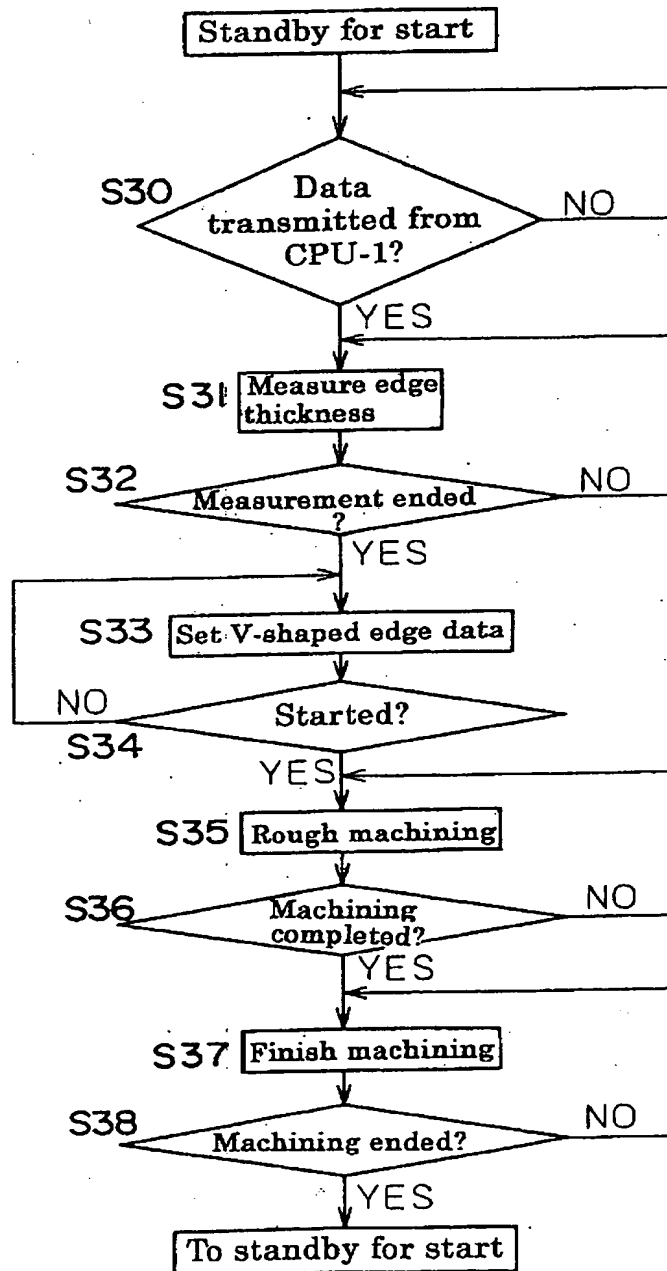 Standby for start
S30
Data
transmitted from
CPU-1?
NO
YES
S31
Measure edge
thickness
S32
Measurement ended
?
NO
YES
S33
Set V-shaped edge data
NO
Started?
S34
YES
S35
Rough machining
S36
Machining
completed?
NO
YES
S37
Finish machining
S38
Machining ended?
NO
YES
To standby for start